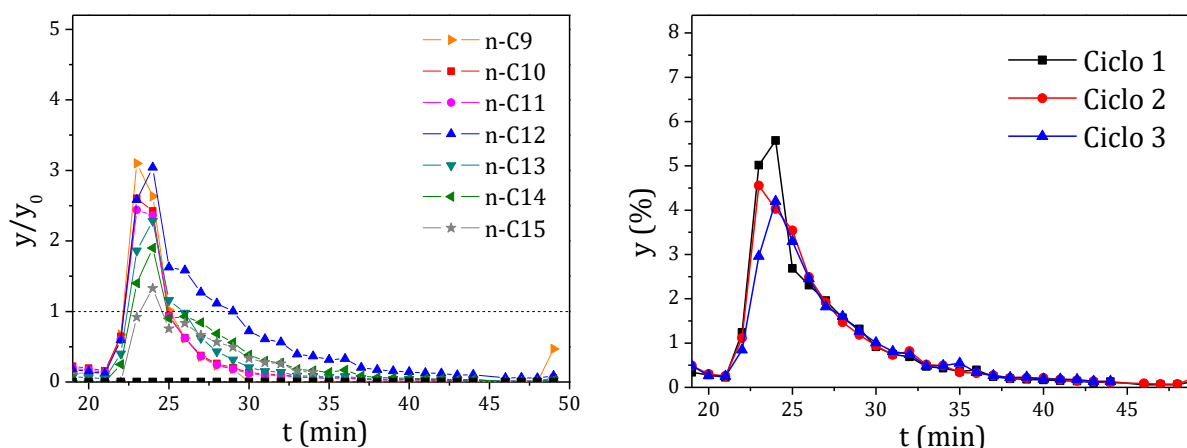 y/y0
5
4
3
2
1
0
n-C9
n-C10
n-C11
n-C12
n-C13
n-C14
n-C15
20 25 30 35 40 45 50
t (min)
y (%)
8
7
6
5
4
3
2
1
0
Ciclo 1
Ciclo 2
Ciclo 3
20 25 30 35 40 45
t (min)